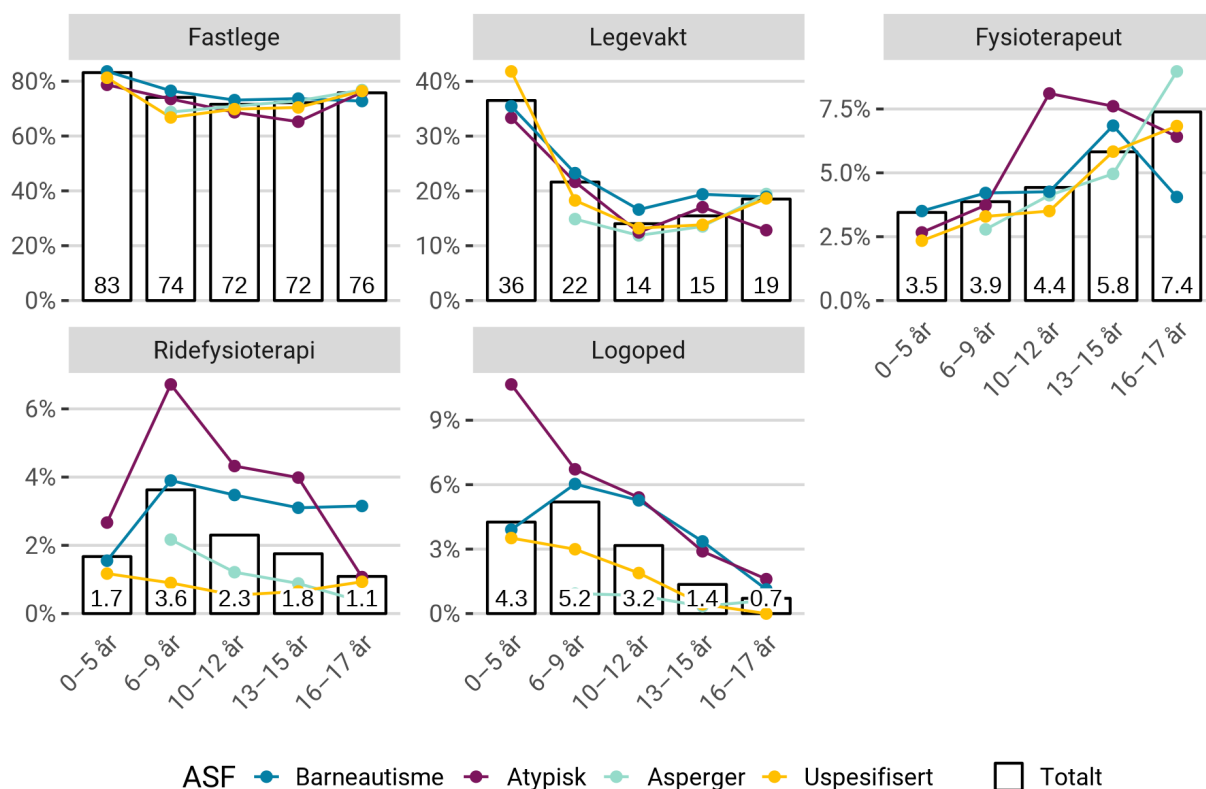 Fastlege
Legevakt
Fysioterapeut
80%
60%
40%
20%
0%
83 74 72 72 76
40%
30%
20%
10%
0%
36 22 14 15 19
7.5%
5.0%
2.5%
0.0%
3.5 3.9 4.4 5.8 7.4
0–5 år 6–9 år 10–12 år 13–15 år 16–17 år
Ridefysioterapi
Logoped
6%
4%
2%
0%
1.7 3.6 2.3 1.8 1.1
0–5 år 6–9 år 10–12 år 13–15 år 16–17 år
9%
6%
3%
0%
4.3 5.2 3.2 1.4 0.7
0–5 år 6–9 år 10–12 år 13–15 år 16–17 år
ASF Barneautisme Atypisk Asperger Uspesifisert Totalt